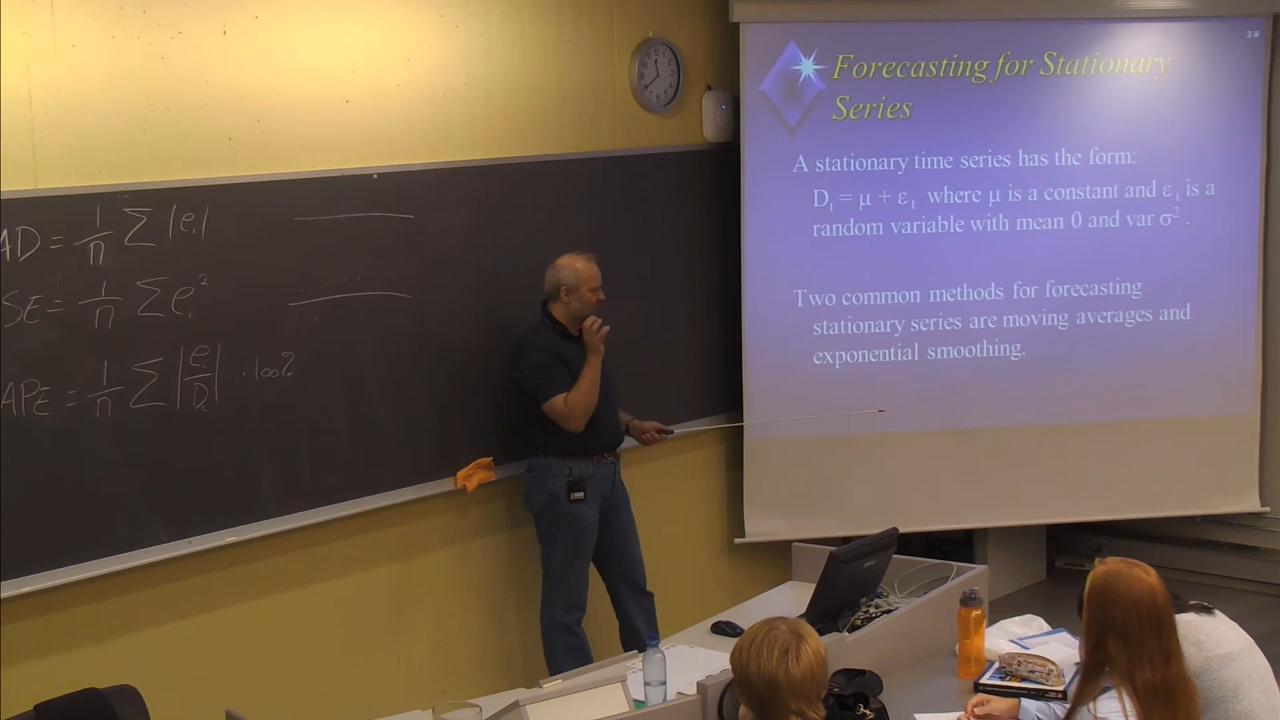 2-8
Forecasting for Stationary
Series
A stationary time series has the form:
Dₜ = μ + εₜ where μ is a constant and εₜ is a
random variable with mean 0 and var σ².
Two common methods for forecasting
stationary series are moving averages and
exponential smoothing.
AD = 1/n Σ |eᵢ|
SE = 1/n Σ eᵢ²
APE = 1/n Σ |eᵢ/Dᵢ| · 100%